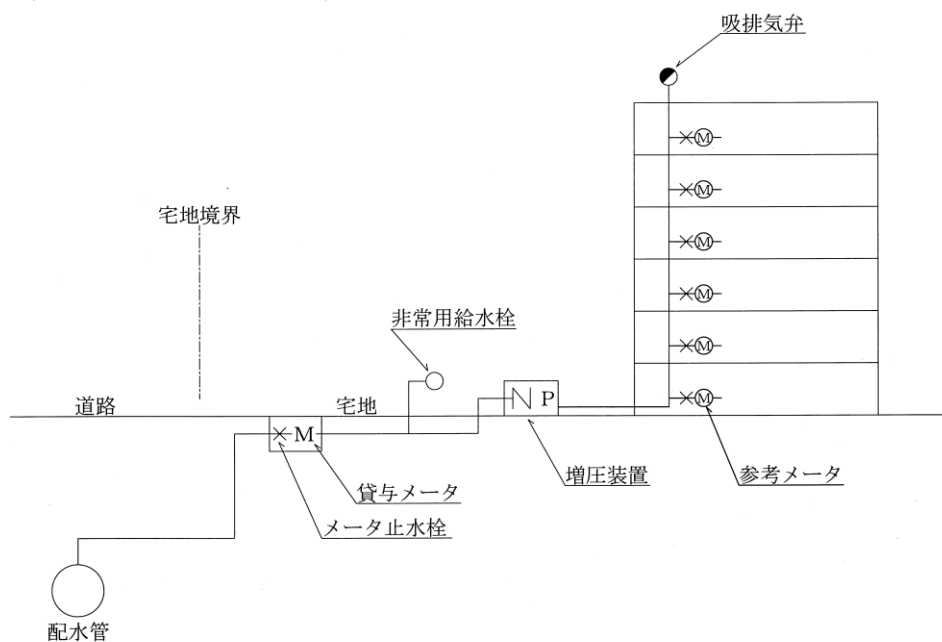 吸排気弁
M
M
宅地境界
M
M
非常用給水栓
M
道路
宅地
N P
M
M
増圧装置
参考メータ
貸与メータ
メータ止水栓
配水管